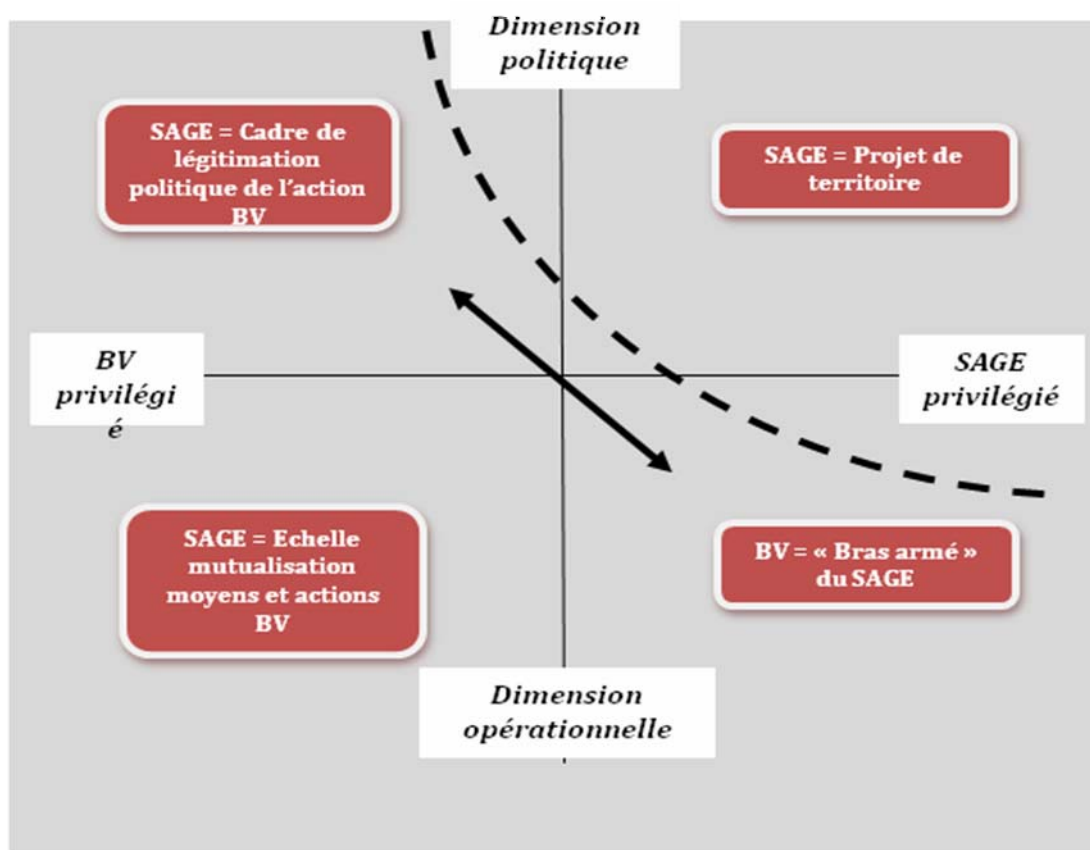 Dimension
politique
SAGE = Cadre de
légitimation
politique de l'action
BV
SAGE = Projet de
territoire
BV
privilégi
é
SAGE
privilégié
SAGE = Echelle
mutualisation
moyens et actions
BV
BV = « Bras armé »
du SAGE
Dimension
opérationnelle